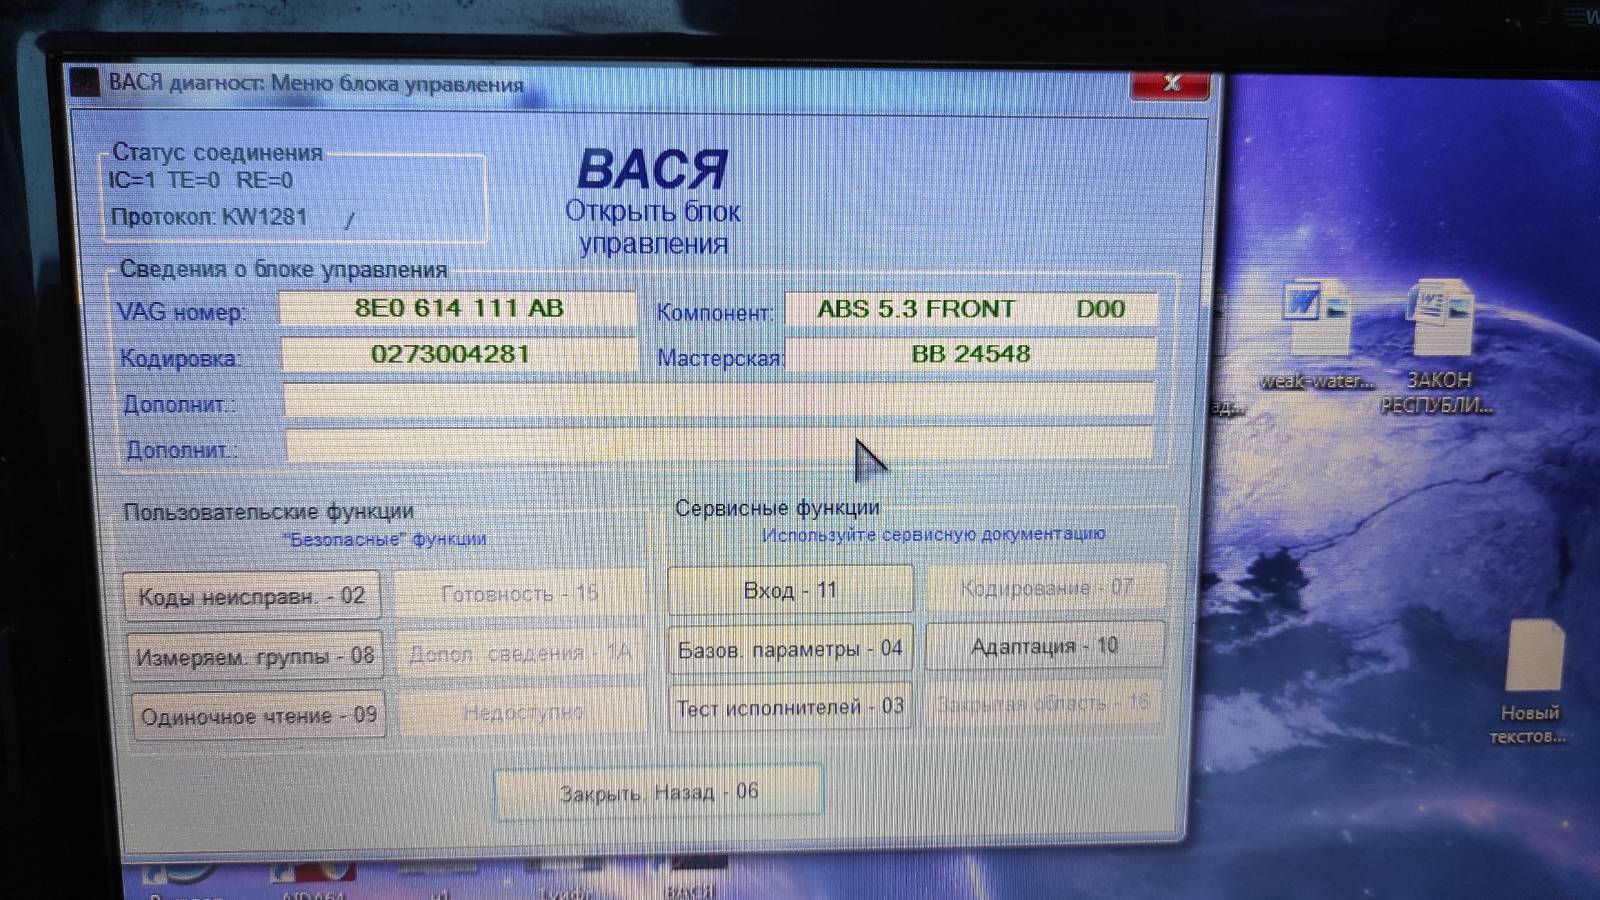 ВАСЯ диагност: Меню блока управления
X
Статус соединения
IC=1 TE=0 RE=0
Протокол: KW1281 /
ВАСЯ
Открыть блок
управления
Сведения о блоке управления
VAG номер: 8E0 614 111 AB Компонент: ABS 5.3 FRONT D00
Кодировка: 0273004281 Мастерская: BB 24548
Дополнит.:
Дополнит.:
Пользовательские функции
"Безопасные" функции
Сервисные функции
Используйте сервисную документацию
Коды неисправн. - 02 Готовность - 15 Вход - 11 Кодирование - 07
Измеряем. группы - 08 Допол. сведения - 1A Базов. параметры - 04 Адаптация - 10
Одиночное чтение - 09 Недоступно Тест исполнителей - 03 Закрытая область - 16
Закрыть, Назад - 06
weak-water...
ЗАКОН
РЕСПУБЛИ...
Новый
текстов...
AIDA64
ВАСЯ